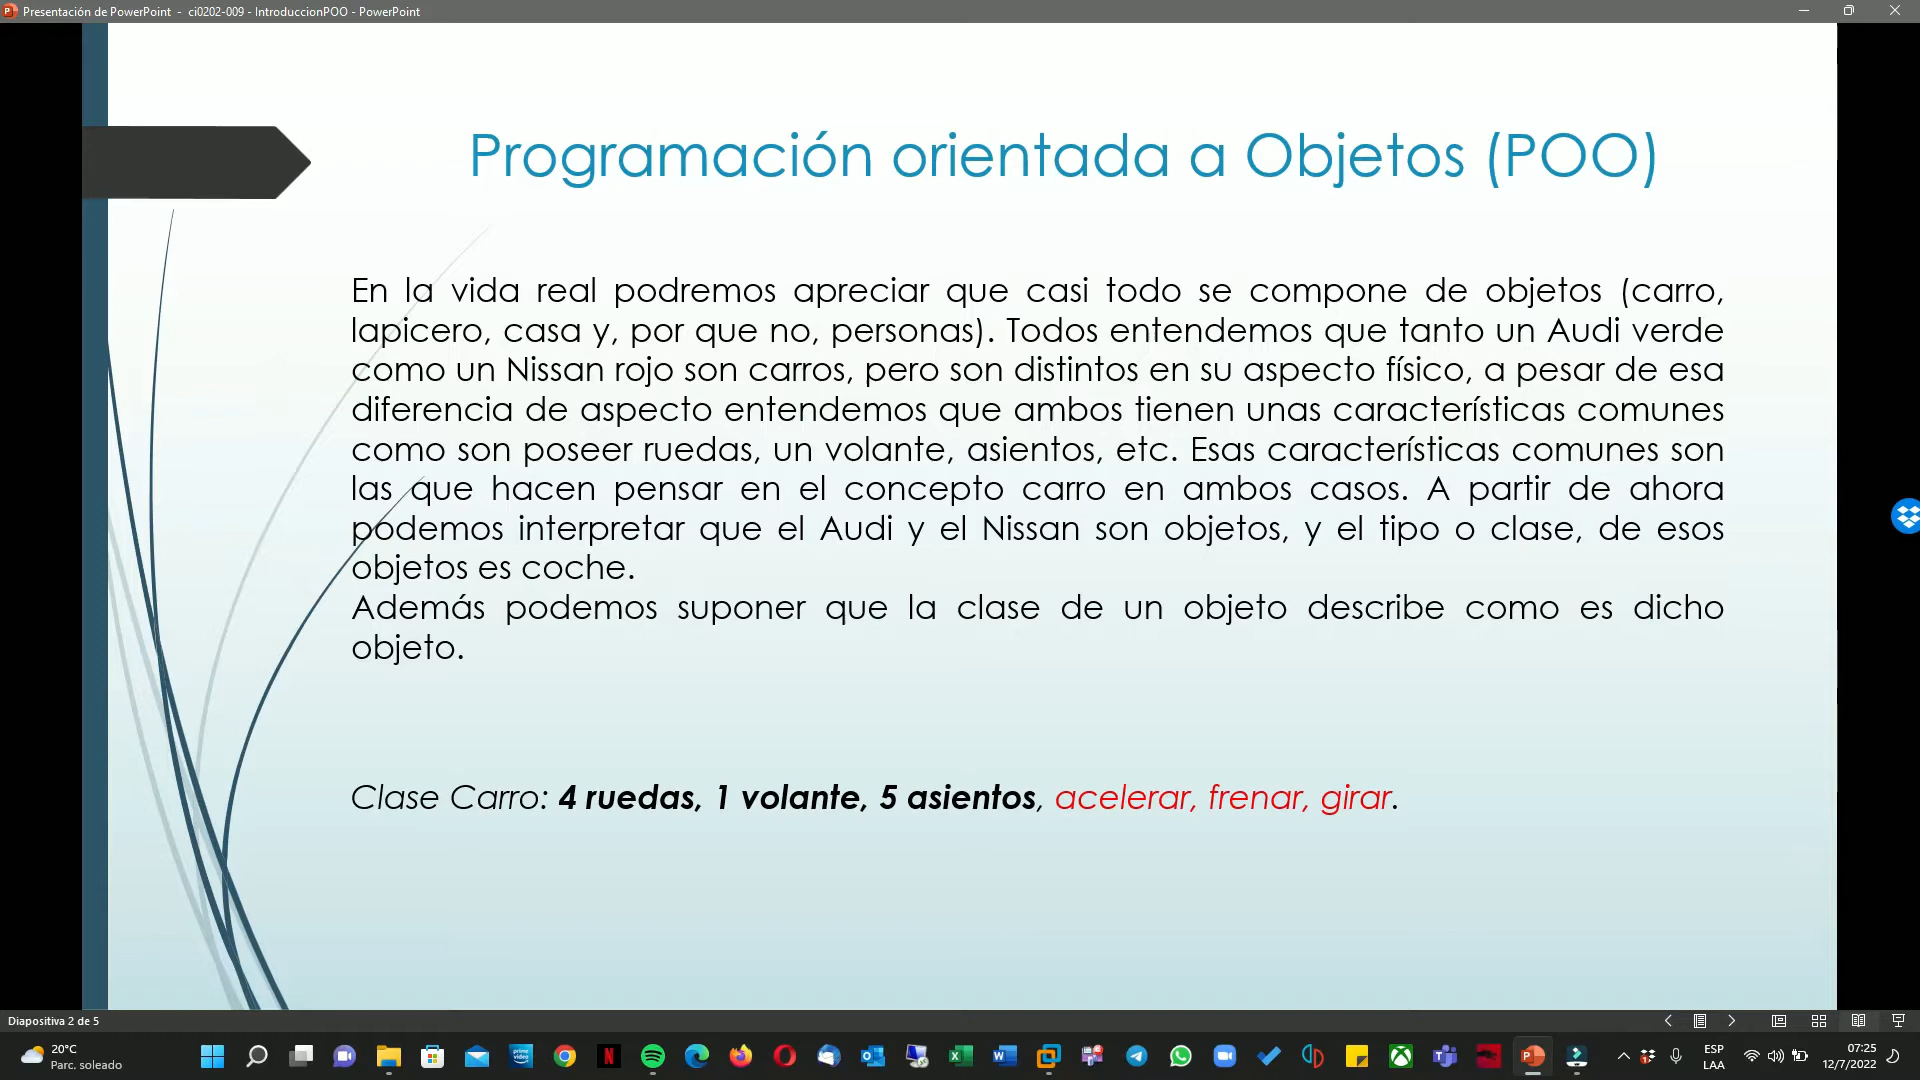 Presentación de PowerPoint - ci0202-009 - IntroduccionPOO - PowerPoint
Programación orientada a Objetos (POO)
En la vida real podremos apreciar que casi todo se compone de objetos (carro,
lapicero, casa y, por que no, personas). Todos entendemos que tanto un Audi verde
como un Nissan rojo son carros, pero son distintos en su aspecto físico, a pesar de esa
diferencia de aspecto entendemos que ambos tienen unas características comunes
como son poseer ruedas, un volante, asientos, etc. Esas características comunes son
las que hacen pensar en el concepto carro en ambos casos. A partir de ahora
podemos interpretar que el Audi y el Nissan son objetos, y el tipo o clase, de esos
objetos es coche.
Además podemos suponer que la clase de un objeto describe como es dicho
objeto.
Clase Carro: 4 ruedas, 1 volante, 5 asientos, acelerar, frenar, girar.
Diapositiva 2 de 5
20°C
Parc. soleado
prime video
ESP
LAA
07:25
12/7/2022